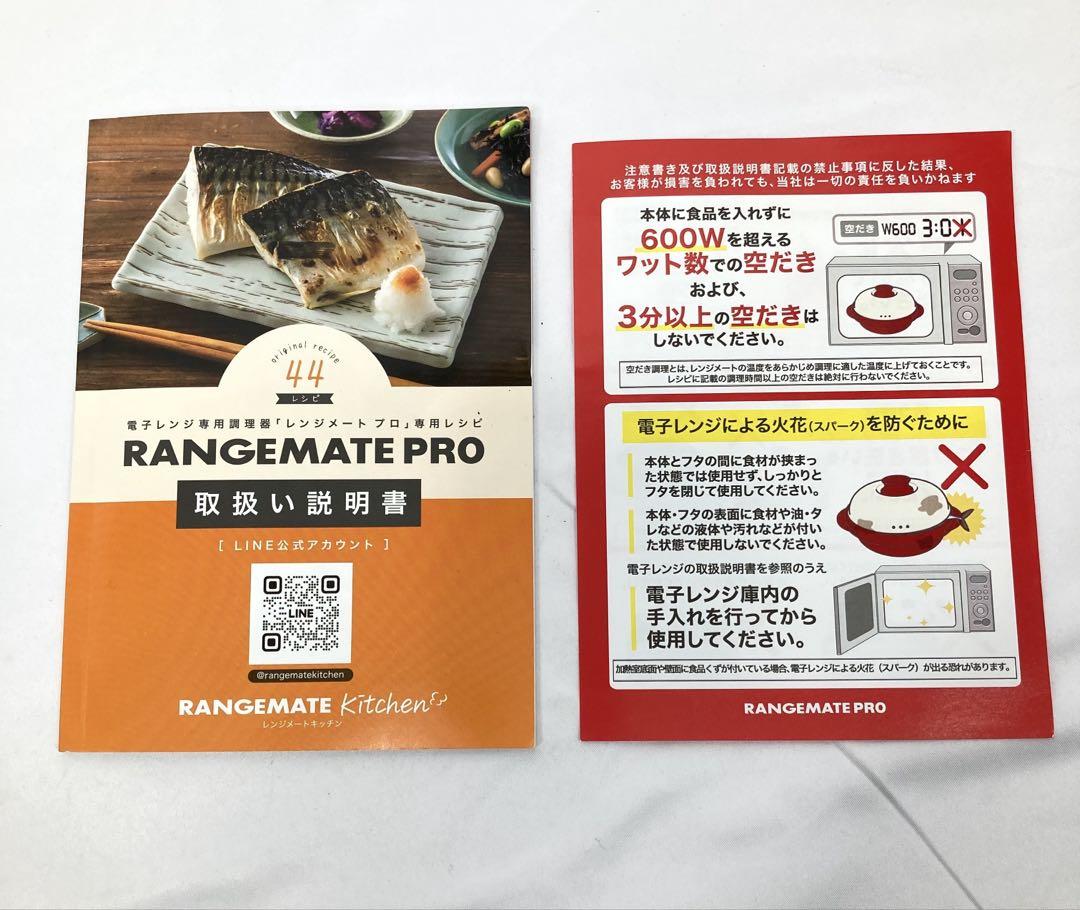 original recipe
44
レシピ
電子レンジ専用調理器「レンジメート プロ」専用レシピ
RANGEMATE PRO
取扱い説明書
[ LINE公式アカウント ]
LINE
@rangematekitchen
RANGEMATE Kitchen
レンジメートキッチン
注意書き及び取扱説明書記載の禁止事項に反した結果、
お客様が損害を負われても、当社は一切の責任を負いかねます
本体に食品を入れずに
600Wを超える
ワット数での空だき
および、
3分以上の空だきは
しないでください。
空だき W600 3:0
空だき調理とは、レンジメートの温度をあらかじめ調理に適した温度に上げておくことです。
レシピに記載の調理時間以上の空だきは絶対に行わないでください。
電子レンジによる火花(スパーク)を防ぐために
本体とフタの間に食材が挟まっ
た状態では使用せず、しっかりと
フタを閉じて使用してください。
本体・フタの表面に食材や油・タ
レなどの液体や汚れなどが付い
た状態で使用しないでください。
電子レンジの取扱説明書を参照のうえ
電子レンジ庫内の
手入れを行ってから
使用してください。
加熱室底面や壁面に食品くずが付いている場合、電子レンジによる火花（スパーク）が出る恐れがあります。
RANGEMATE PRO